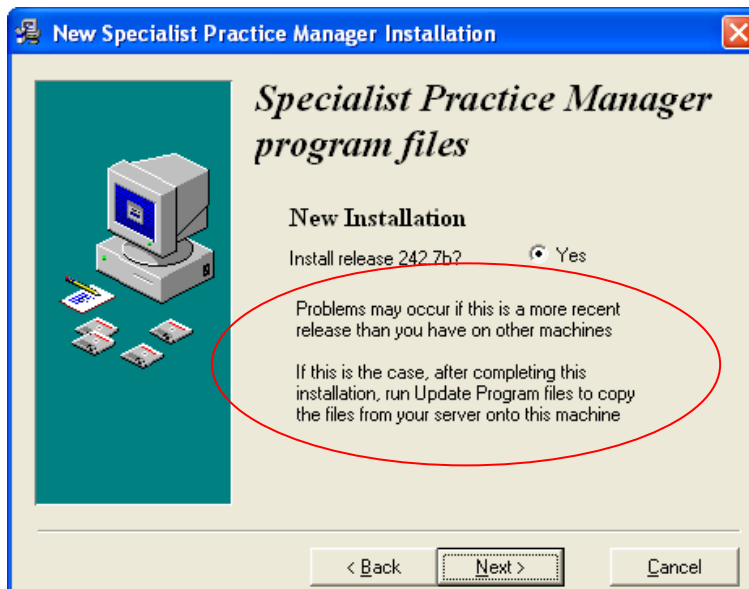 New Specialist Practice Manager Installation
Specialist Practice Manager
program files
New Installation
Install release 242.7b? Yes
Problems may occur if this is a more recent
release than you have on other machines
If this is the case, after completing this
installation, run Update Program files to copy
the files from your server onto this machine
< Back Next > Cancel